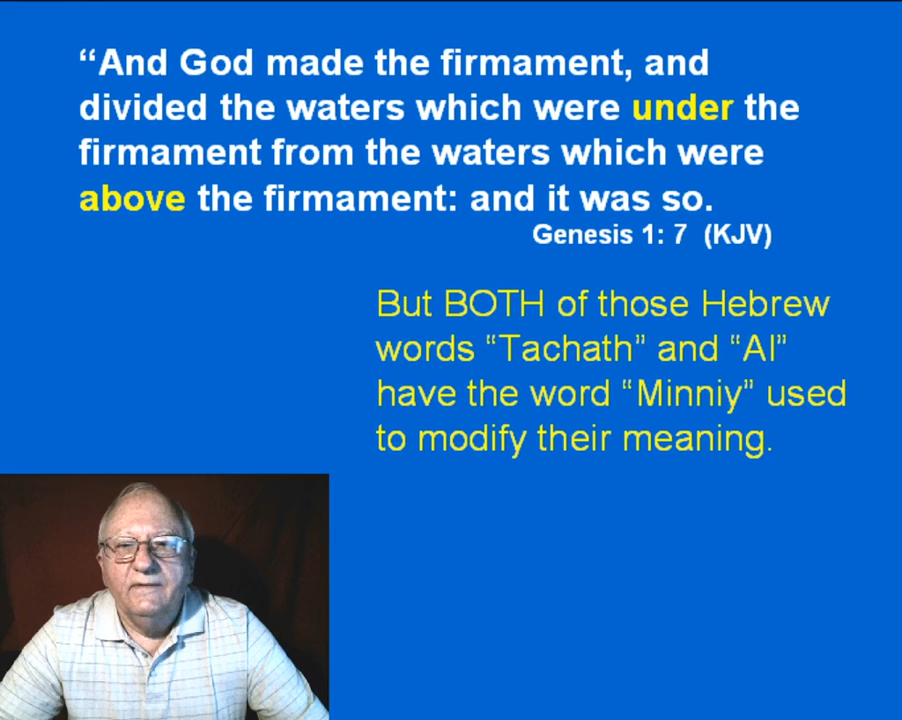 “And God made the firmament, and
divided the waters which were under the
firmament from the waters which were
above the firmament: and it was so.
Genesis 1: 7 (KJV)
But BOTH of those Hebrew
words “Tachath” and “Al”
have the word “Minniy” used
to modify their meaning.